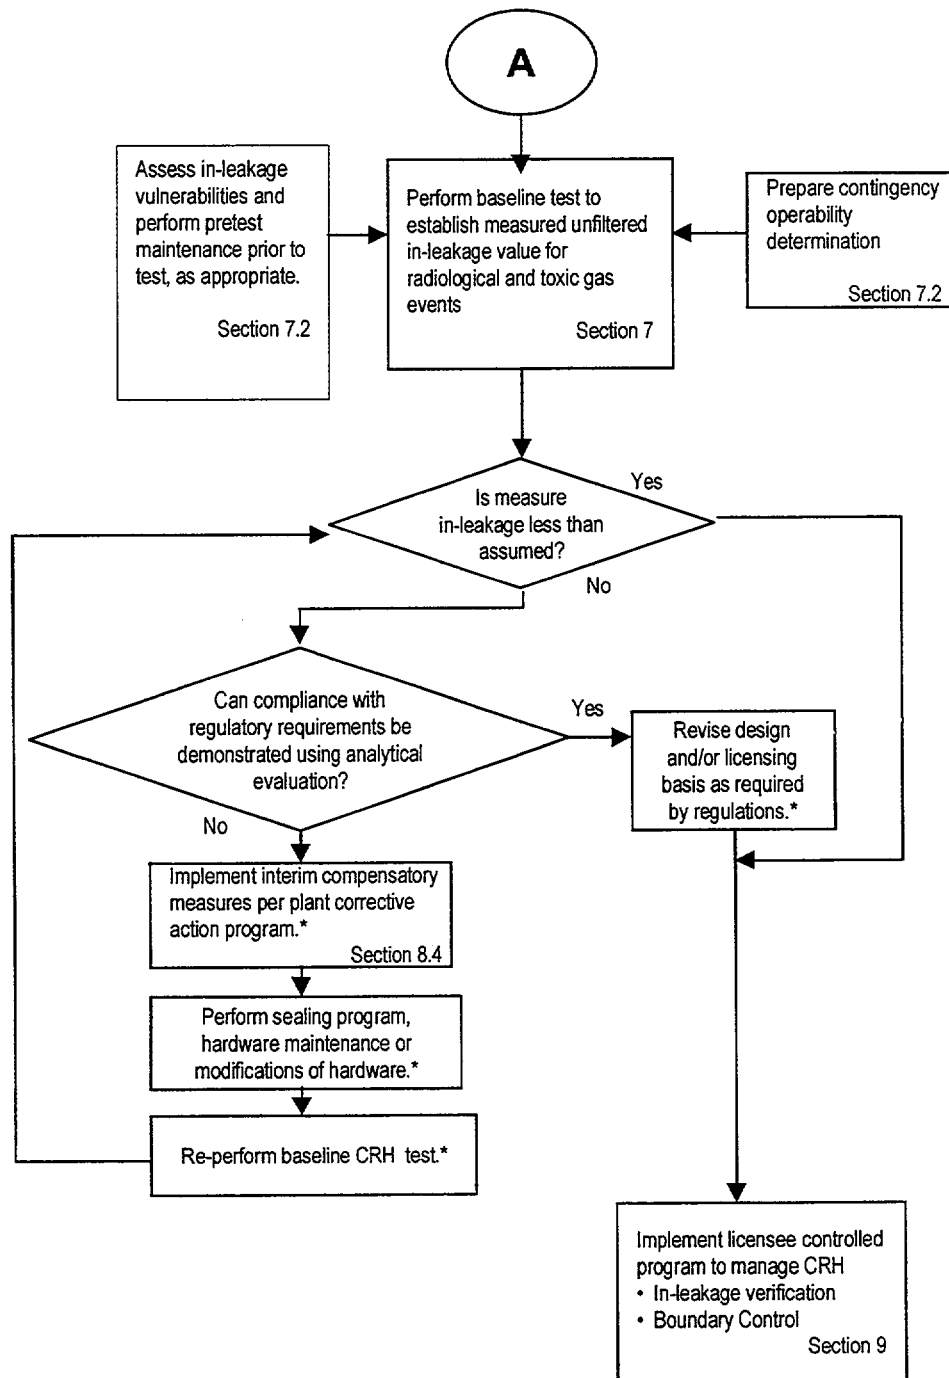 A
Assess in-leakage
vulnerabilities and
perform pretest
maintenance prior to
test, as appropriate.
Section 7.2
Perform baseline test to
establish measured unfiltered
in-leakage value for
radiological and toxic gas
events
Section 7
Prepare contingency
operability
determination
Section 7.2
Is measure
in-leakage less than
assumed?
Yes
No
Can compliance with
regulatory requirements be
demonstrated using analytical
evaluation?
Yes
No
Revise design
and/or licensing
basis as required
by regulations.*
Implement interim compensatory
measures per plant corrective
action program.*
Section 8.4
Perform sealing program,
hardware maintenance or
modifications of hardware.*
Re-perform baseline CRH test.*
Implement licensee controlled
program to manage CRH
• In-leakage verification
• Boundary Control
Section 9